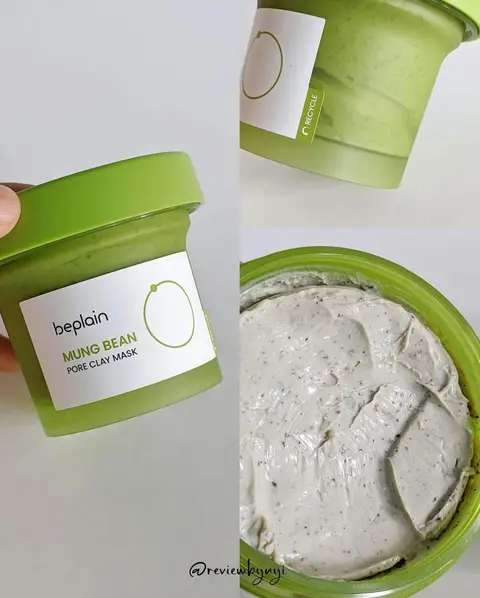 beplain
MUNG BEAN
PORE CLAY MASK
RECYCLE
@reviewbynyi